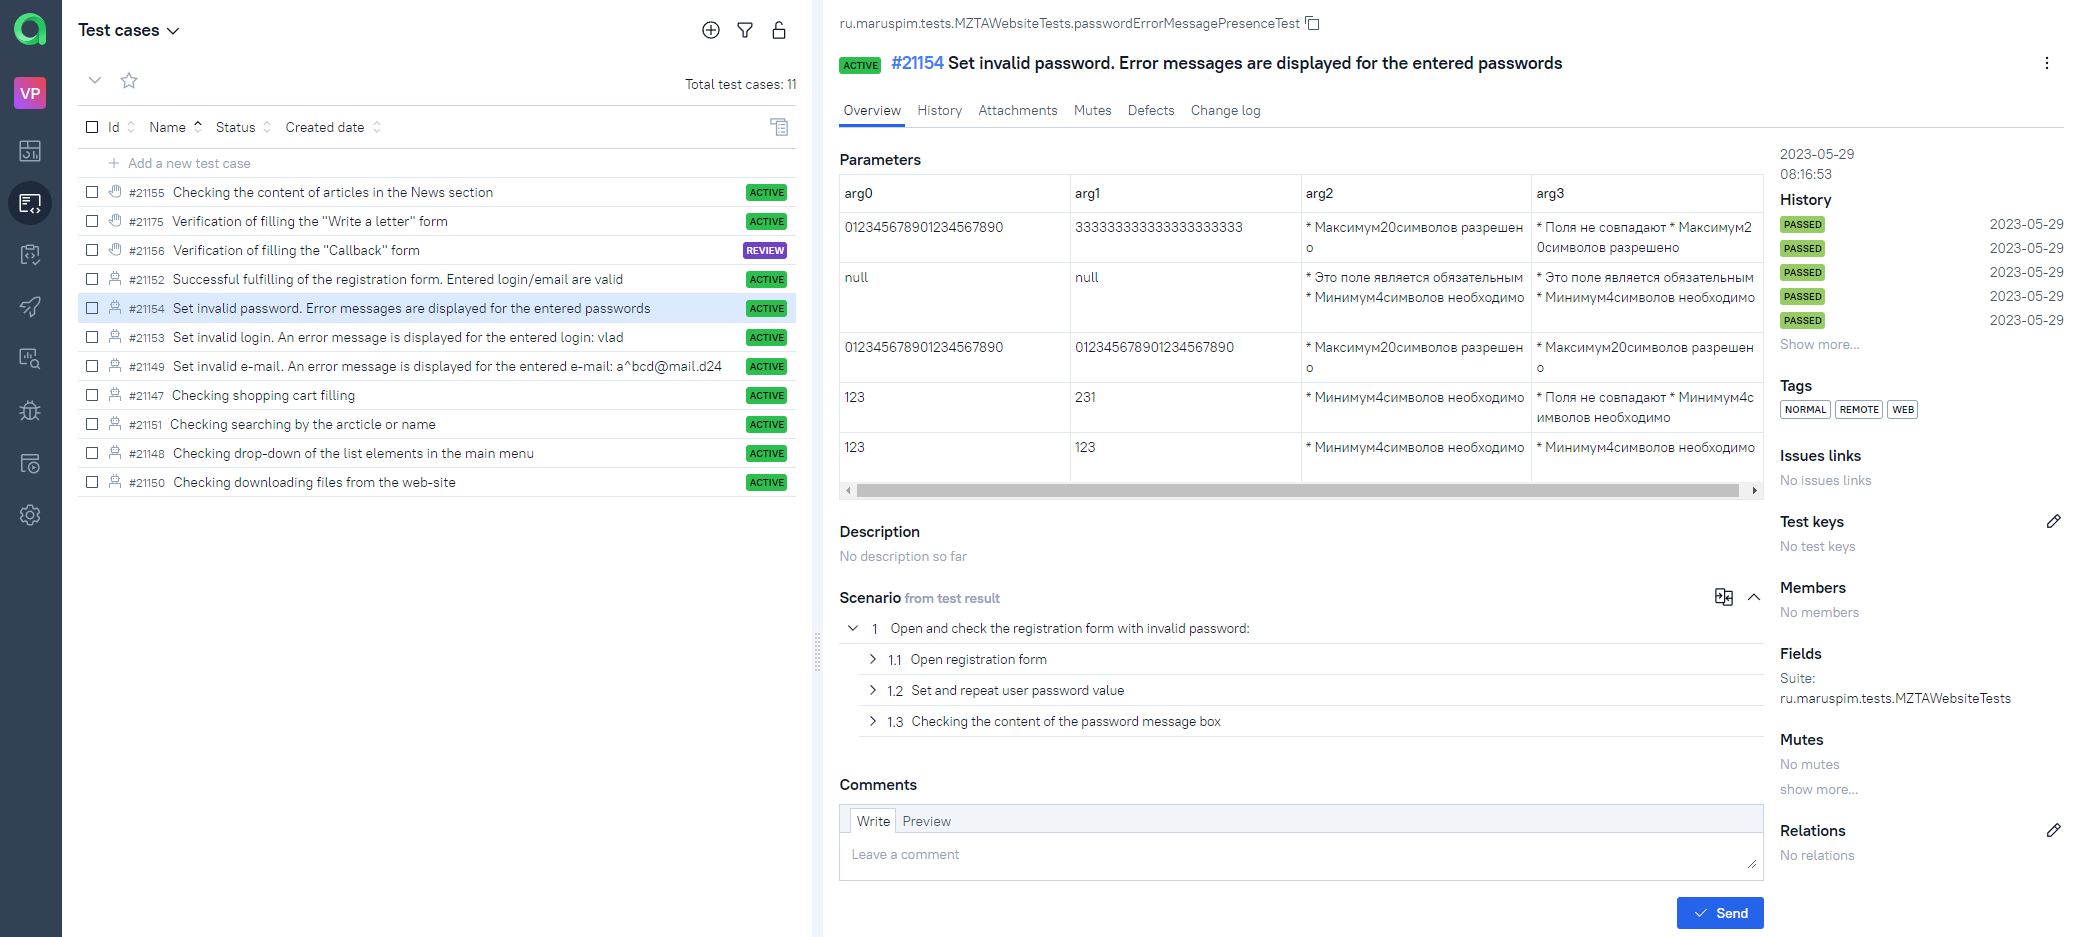 VP
Test cases
Total test cases: 11
Id Name Status Created date
Add a new test case
#21155 Checking the content of articles in the News section ACTIVE
#21175 Verification of filling the "Write a letter" form ACTIVE
#21156 Verification of filling the "Callback" form REVIEW
#21152 Successful fulfilling of the registration form. Entered login/email are valid ACTIVE
#21154 Set invalid password. Error messages are displayed for the entered passwords ACTIVE
#21153 Set invalid login. An error message is displayed for the entered login: vlad ACTIVE
#21149 Set invalid e-mail. An error message is displayed for the entered e-mail: a^bcd@mail.d24 ACTIVE
#21147 Checking shopping cart filling ACTIVE
#21151 Checking searching by the arcticle or name ACTIVE
#21148 Checking drop-down of the list elements in the main menu ACTIVE
#21150 Checking downloading files from the web-site ACTIVE
ru.maruspim.tests.MZTAWebsiteTests.passwordErrorMessagePresenceTest
ACTIVE #21154 Set invalid password. Error messages are displayed for the entered passwords
Overview History Attachments Mutes Defects Change log
Parameters
arg0 arg1 arg2 arg3
012345678901234567890 333333333333333333333 * Максимум20символов разрешен * Поля не совпадают * Максимум2
о 0символов разрешено
null null * Это поле является обязательным * Это поле является обязательным
* Минимум4символов необходимо * Минимум4символов необходимо
012345678901234567890 012345678901234567890 * Максимум20символов разрешен * Максимум20символов разрешен
о о
123 231 * Минимум4символов необходимо * Поля не совпадают * Минимум4с
имволов необходимо
123 123 * Минимум4символов необходимо * Минимум4символов необходимо
Description
No description so far
Scenario from test result
1 Open and check the registration form with invalid password:
1.1 Open registration form
1.2 Set and repeat user password value
1.3 Checking the content of the password message box
Comments
Write Preview
Leave a comment
Send
2023-05-29
08:16:53
History
PASSED 2023-05-29
PASSED 2023-05-29
PASSED 2023-05-29
PASSED 2023-05-29
PASSED 2023-05-29
Show more...
Tags
NORMAL REMOTE WEB
Issues links
No issues links
Test keys
No test keys
Members
No members
Fields
Suite:
ru.maruspim.tests.MZTAWebsiteTests
Mutes
No mutes
show more...
Relations
No relations